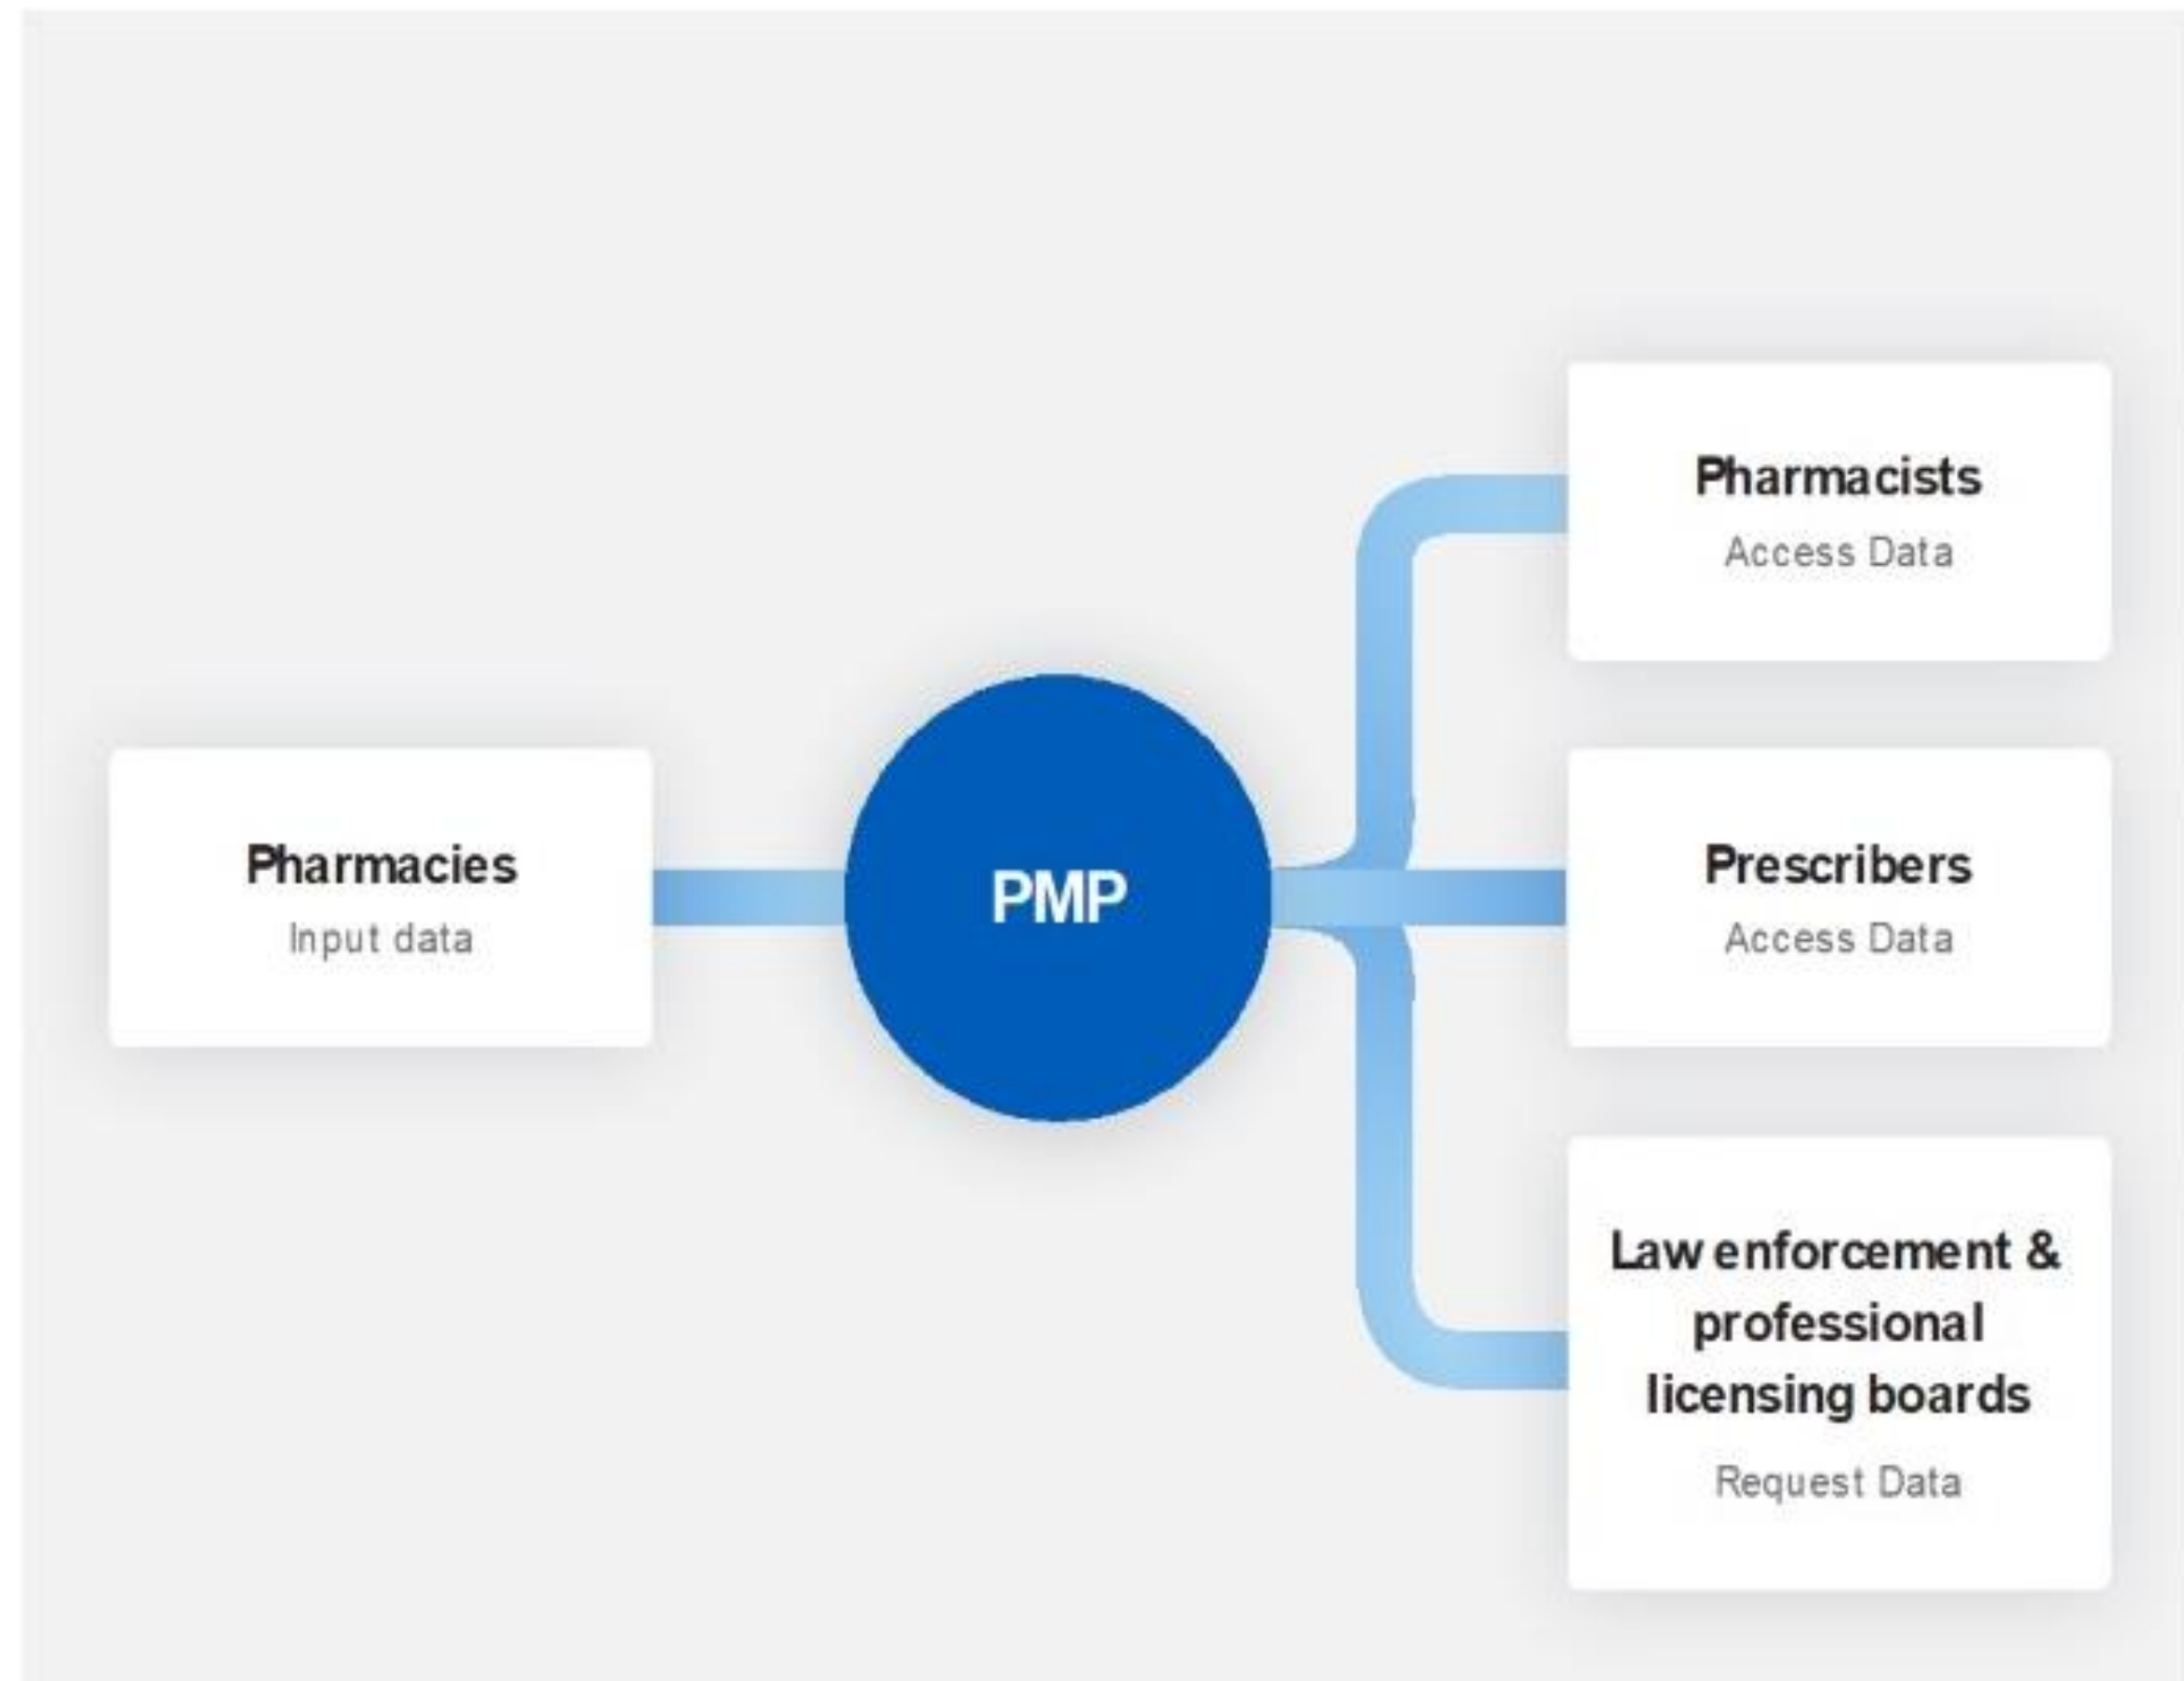 Pharmacies
Input data
PMP
Pharmacists
Access Data
Prescribers
Access Data
Law enforcement &
professional
licensing boards
Request Data